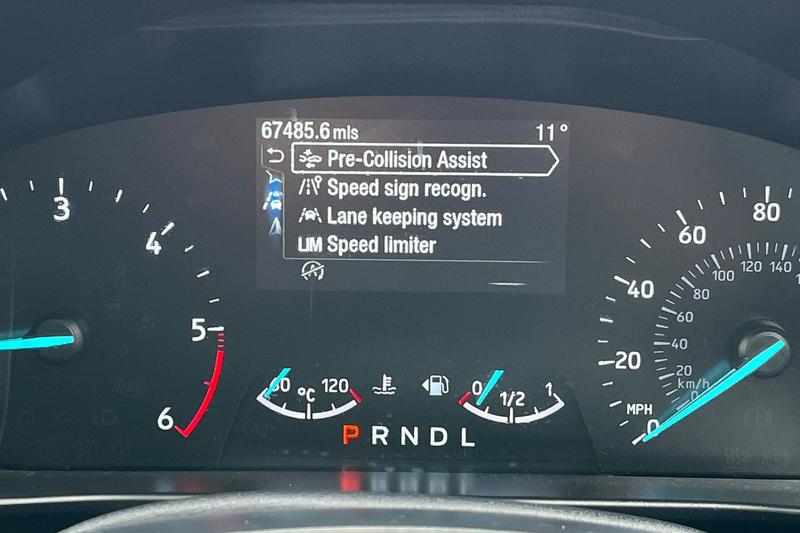 67485.6 mls 11°
Pre-Collision Assist
Speed sign recogn.
Lane keeping system
LIM Speed limiter
3
4
5
6
°C 120
0 1/2 1
P R N D L
80
60
40
20
MPH
0
140
120
100
80
60
40
20
km/h
0